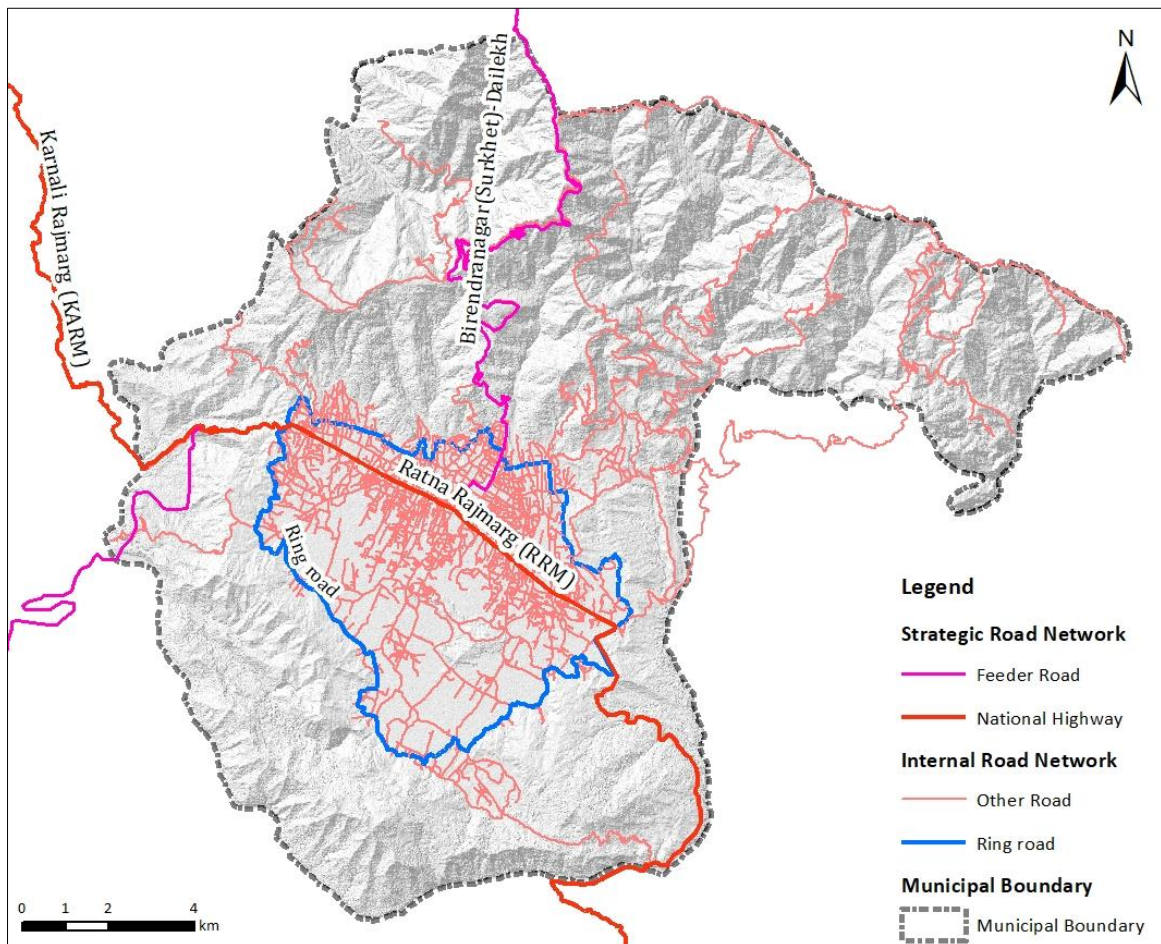 N
Birendranagar(Surkhet)-Dailekh
Karnali Rajmarg (KARM)
Ratna Rajmarg (RRM)
Ring road
Legend
Strategic Road Network
Feeder Road
National Highway
Internal Road Network
Other Road
Ring road
Municipal Boundary
Municipal Boundary
0 1 2 4
km